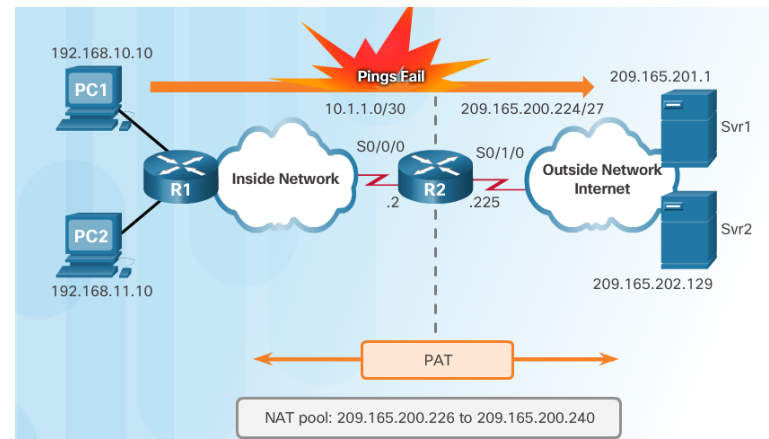 192.168.10.10
Pings Fail
209.165.201.1
PC1
10.1.1.0/30
209.165.200.224/27
Svr1
S0/0/0
S0/1/0
R1
Inside Network
R2
Outside Network
Internet
.2
.225
PC2
Svr2
192.168.11.10
209.165.202.129
PAT
NAT pool: 209.165.200.226 to 209.165.200.240